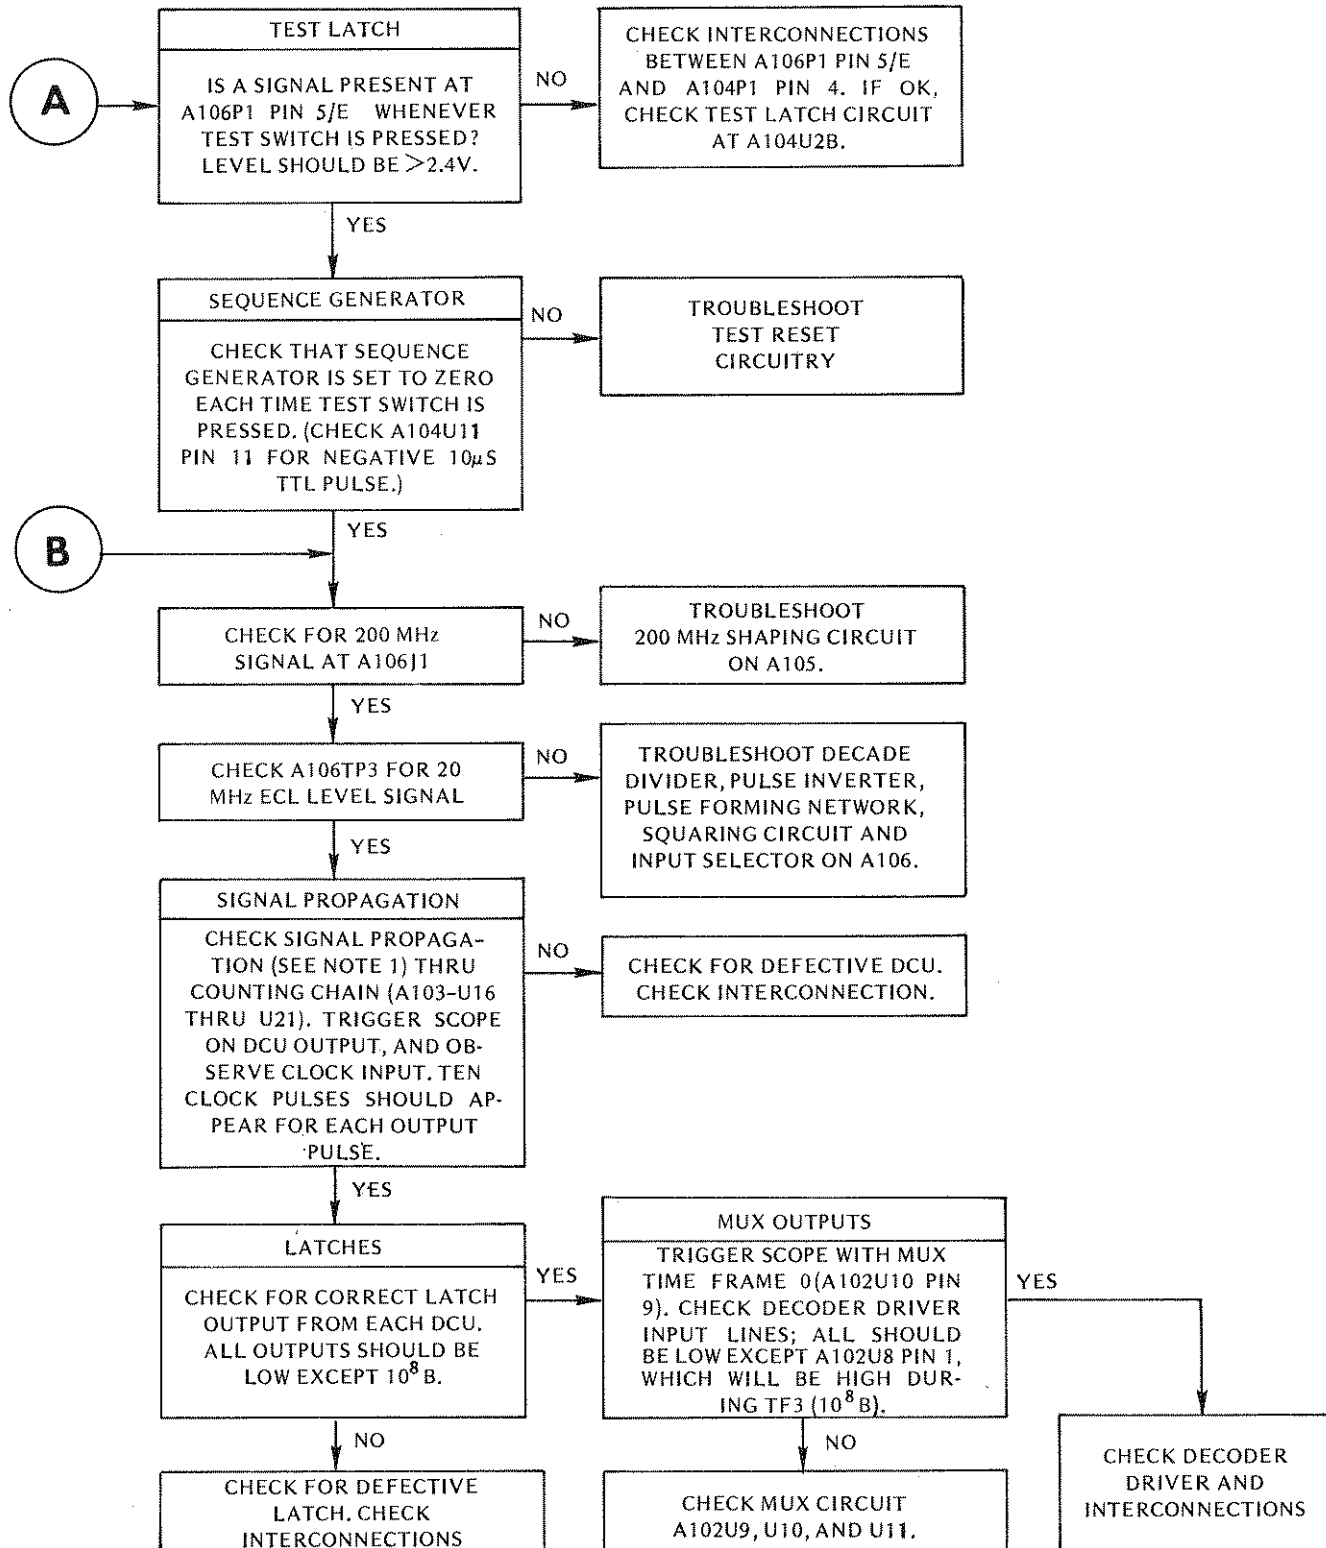 A
TEST LATCH
IS A SIGNAL PRESENT AT
A106P1 PIN 5/E WHENEVER
TEST SWITCH IS PRESSED?
LEVEL SHOULD BE >2.4V.
NO
CHECK INTERCONNECTIONS
BETWEEN A106P1 PIN 5/E
AND A104P1 PIN 4. IF OK,
CHECK TEST LATCH CIRCUIT
AT A104U2B.
YES
SEQUENCE GENERATOR
CHECK THAT SEQUENCE
GENERATOR IS SET TO ZERO
EACH TIME TEST SWITCH IS
PRESSED. (CHECK A104U11
PIN 11 FOR NEGATIVE 10µS
TTL PULSE.)
NO
TROUBLESHOOT
TEST RESET
CIRCUITRY
YES
B
CHECK FOR 200 MHz
SIGNAL AT A106J1
NO
TROUBLESHOOT
200 MHz SHAPING CIRCUIT
ON A105.
YES
CHECK A106TP3 FOR 20
MHz ECL LEVEL SIGNAL
NO
TROUBLESHOOT DECADE
DIVIDER, PULSE INVERTER,
PULSE FORMING NETWORK,
SQUARING CIRCUIT AND
INPUT SELECTOR ON A106.
YES
SIGNAL PROPAGATION
CHECK SIGNAL PROPAGA-
TION (SEE NOTE 1) THRU
COUNTING CHAIN (A103-U16
THRU U21). TRIGGER SCOPE
ON DCU OUTPUT, AND OB-
SERVE CLOCK INPUT. TEN
CLOCK PULSES SHOULD AP-
PEAR FOR EACH OUTPUT
PULSE.
NO
CHECK FOR DEFECTIVE DCU.
CHECK INTERCONNECTION.
YES
LATCHES
CHECK FOR CORRECT LATCH
OUTPUT FROM EACH DCU.
ALL OUTPUTS SHOULD BE
LOW EXCEPT 10⁸ B.
YES
MUX OUTPUTS
TRIGGER SCOPE WITH MUX
TIME FRAME 0(A102U10 PIN
9). CHECK DECODER DRIVER
INPUT LINES; ALL SHOULD
BE LOW EXCEPT A102U8 PIN 1,
WHICH WILL BE HIGH DUR-
ING TF3 (10⁸ B).
YES
NO
CHECK FOR DEFECTIVE
LATCH. CHECK
INTERCONNECTIONS
NO
CHECK MUX CIRCUIT
A102U9, U10, AND U11.
CHECK DECODER
DRIVER AND
INTERCONNECTIONS